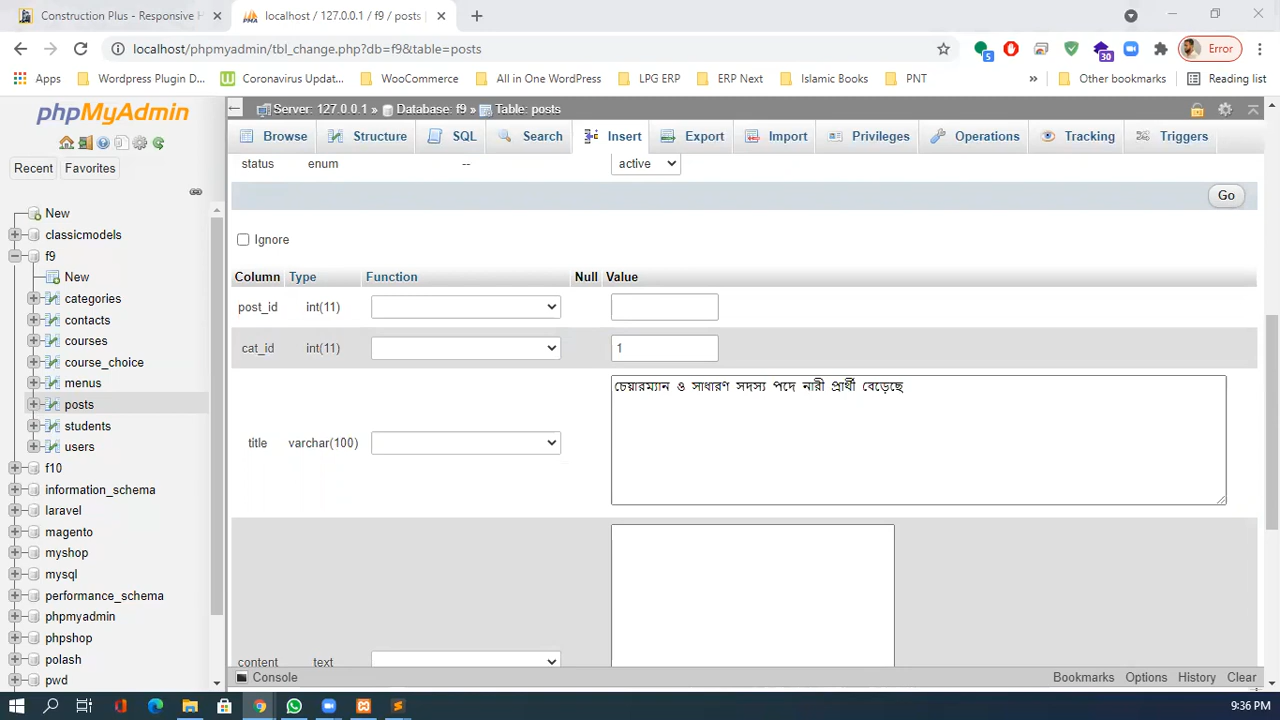 Construction Plus - Responsive H
localhost / 127.0.0.1 / f9 / posts
localhost/phpmyadmin/tbl_change.php?db=f9&table=posts
5
30
Error
Apps
Wordpress Plugin D...
Coronavirus Updat...
WooCommerce
All in One WordPress
LPG ERP
ERP Next
Islamic Books
PNT
»
Other bookmarks
Reading list
phpMyAdmin
Server: 127.0.0.1 » Database: f9 » Table: posts
Browse
Structure
SQL
Search
Insert
Export
Import
Privileges
Operations
Tracking
Triggers
Recent
Favorites
New
classicmodels
f9
New
categories
contacts
courses
course_choice
menus
posts
students
users
f10
information_schema
laravel
magento
myshop
mysql
performance_schema
phpmyadmin
phpshop
polash
pwd
status enum -- active
Go
Ignore
Column Type Function Null Value
post_id int(11)
cat_id int(11) 1
title varchar(100) চেয়ারম্যান ও সাধারণ সদস্য পদে নারী প্রার্থী বেড়েছে
content text
Console
Bookmarks Options History Clear
9:36 PM